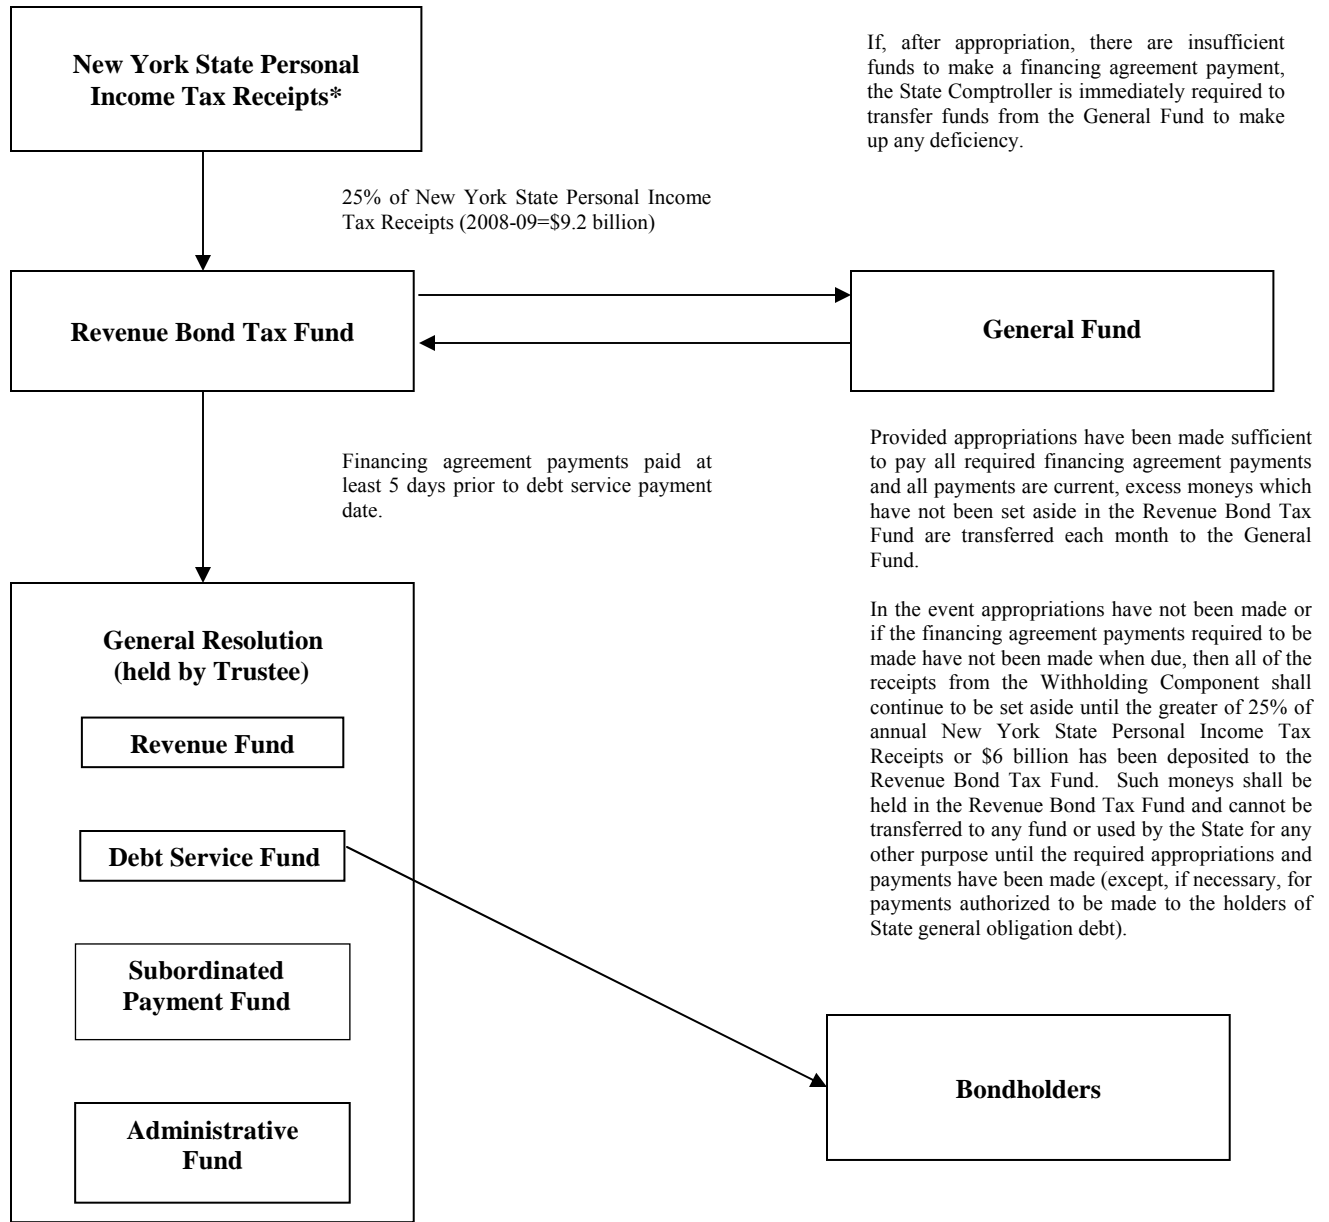 New York State Personal
Income Tax Receipts*
If, after appropriation, there are insufficient
funds to make a financing agreement payment,
the State Comptroller is immediately required to
transfer funds from the General Fund to make
up any deficiency.
25% of New York State Personal Income
Tax Receipts (2008-09=$9.2 billion)
Revenue Bond Tax Fund
General Fund
Financing agreement payments paid at
least 5 days prior to debt service payment
date.
Provided appropriations have been made sufficient
to pay all required financing agreement payments
and all payments are current, excess moneys which
have not been set aside in the Revenue Bond Tax
Fund are transferred each month to the General
Fund.
In the event appropriations have not been made or
if the financing agreement payments required to be
made have not been made when due, then all of the
receipts from the Withholding Component shall
continue to be set aside until the greater of 25% of
annual New York State Personal Income Tax
Receipts or $6 billion has been deposited to the
Revenue Bond Tax Fund. Such moneys shall be
held in the Revenue Bond Tax Fund and cannot be
transferred to any fund or used by the State for any
other purpose until the required appropriations and
payments have been made (except, if necessary, for
payments authorized to be made to the holders of
State general obligation debt).
General Resolution
(held by Trustee)
Revenue Fund
Debt Service Fund
Subordinated
Payment Fund
Administrative
Fund
Bondholders